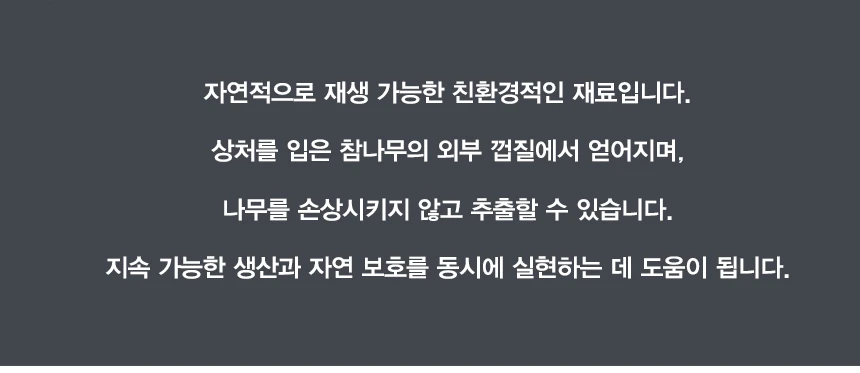 자연적으로 재생 가능한 친환경적인 재료입니다.
상처를 입은 참나무의 외부 껍질에서 얻어지며,
나무를 손상시키지 않고 추출할 수 있습니다.
지속 가능한 생산과 자연 보호를 동시에 실현하는 데 도움이 됩니다.